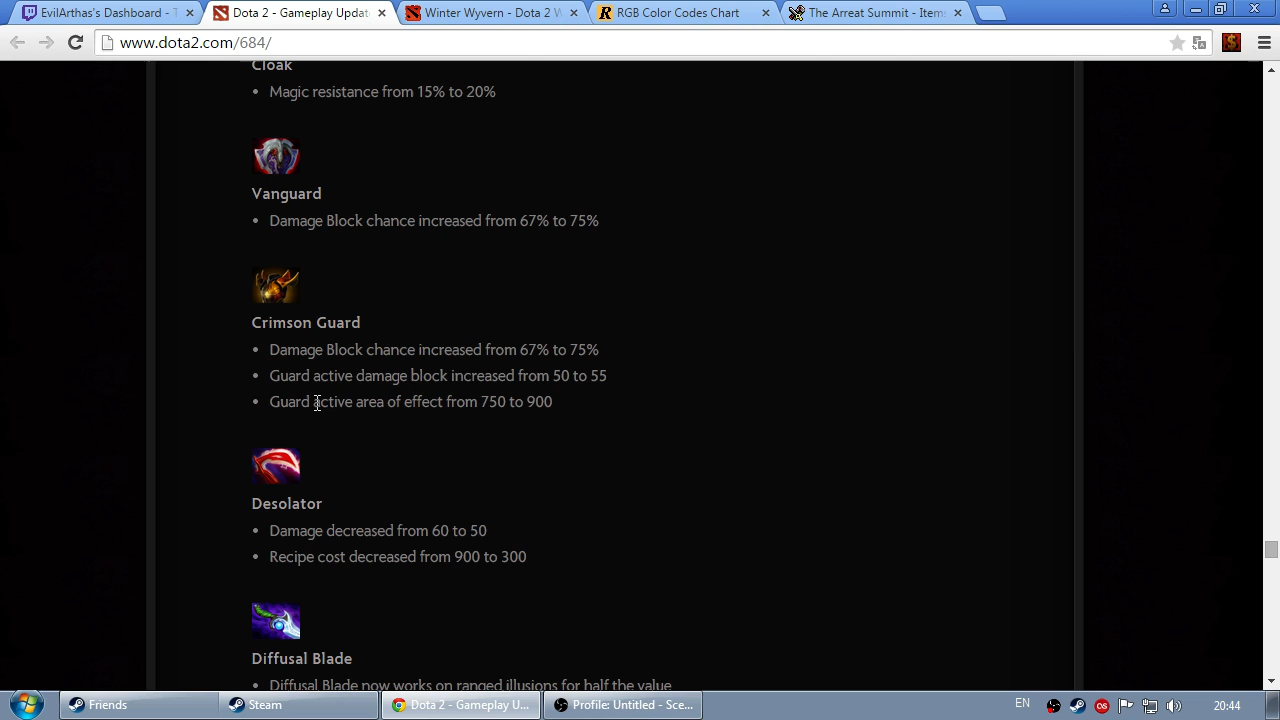 EvilArthas's Dashboard - T
Dota 2 - Gameplay Updat
Winter Wyvern - Dota 2 W
RGB Color Codes Chart
The Arreat Summit - Items
www.dota2.com/684/
Cloak
• Magic resistance from 15% to 20%
Vanguard
• Damage Block chance increased from 67% to 75%
Crimson Guard
• Damage Block chance increased from 67% to 75%
• Guard active damage block increased from 50 to 55
• Guard active area of effect from 750 to 900
Desolator
• Damage decreased from 60 to 50
• Recipe cost decreased from 900 to 300
Diffusal Blade
• Diffusal Blade now works on ranged illusions for half the value
Friends
Steam
Dota 2 - Gameplay U...
Profile: Untitled - Sce...
EN
20:44